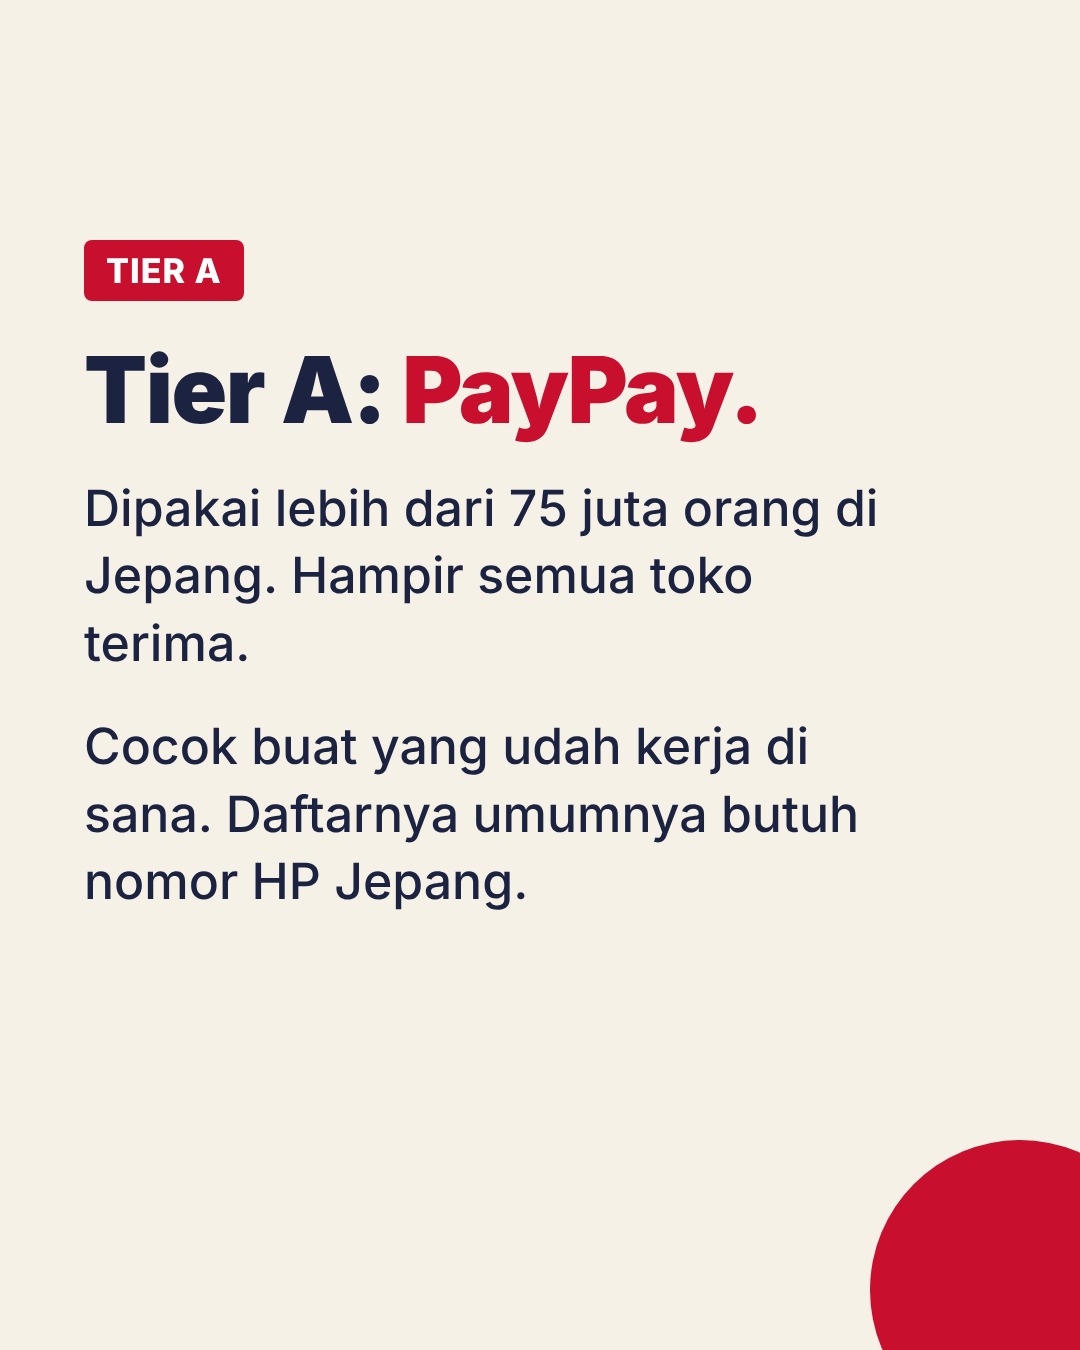 TIER A
Tier A: PayPay.
Dipakai lebih dari 75 juta orang di
Jepang. Hampir semua toko
terima.
Cocok buat yang udah kerja di
sana. Daftarnya umumnya butuh
nomor HP Jepang.